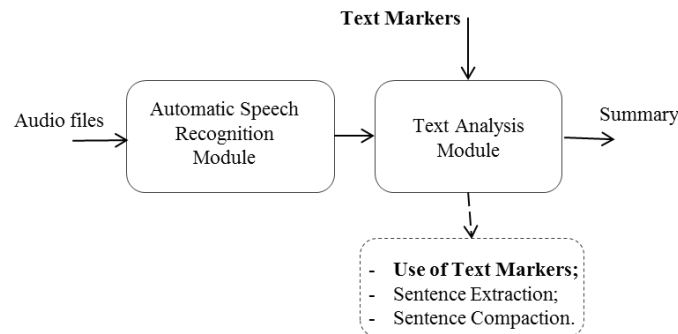 Text Markers
Audio files
Automatic Speech
Recognition
Module
Text Analysis
Module
Summary
- Use of Text Markers;
- Sentence Extraction;
- Sentence Compaction.